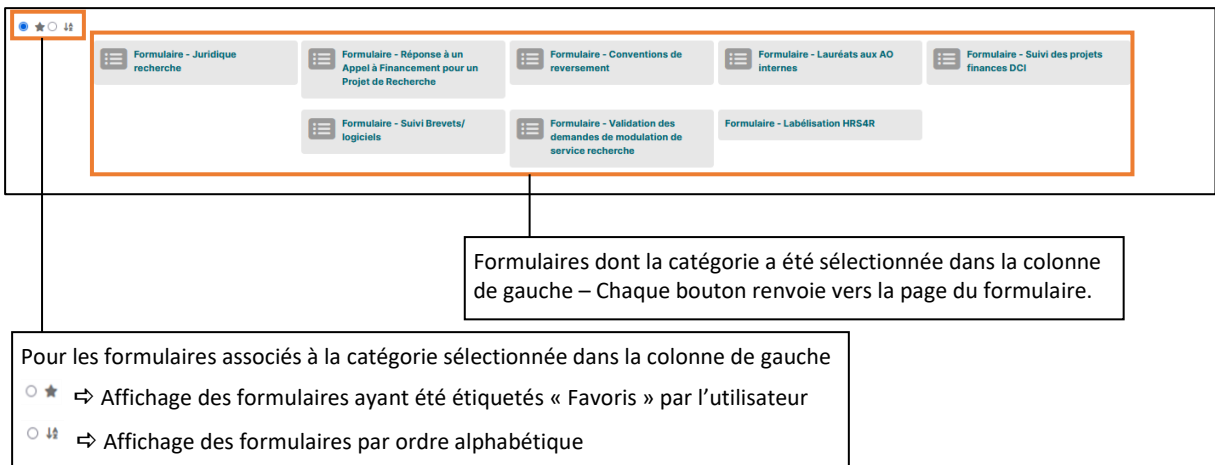 Formulaire - Juridique
recherche
Formulaire - Réponse à un
Appel à Financement pour un
Projet de Recherche
Formulaire - Conventions de
reversement
Formulaire - Lauréats aux AO
internes
Formulaire - Suivi des projets
finances DCI
Formulaire - Suivi Brevets/
logiciels
Formulaire - Validation des
demandes de modulation de
service recherche
Formulaire - Labélisation HRS4R
Formulaires dont la catégorie a été sélectionnée dans la colonne
de gauche – Chaque bouton renvoie vers la page du formulaire.
Pour les formulaires associés à la catégorie sélectionnée dans la colonne de gauche
⇨ Affichage des formulaires ayant été étiquetés « Favoris » par l’utilisateur
⇨ Affichage des formulaires par ordre alphabétique